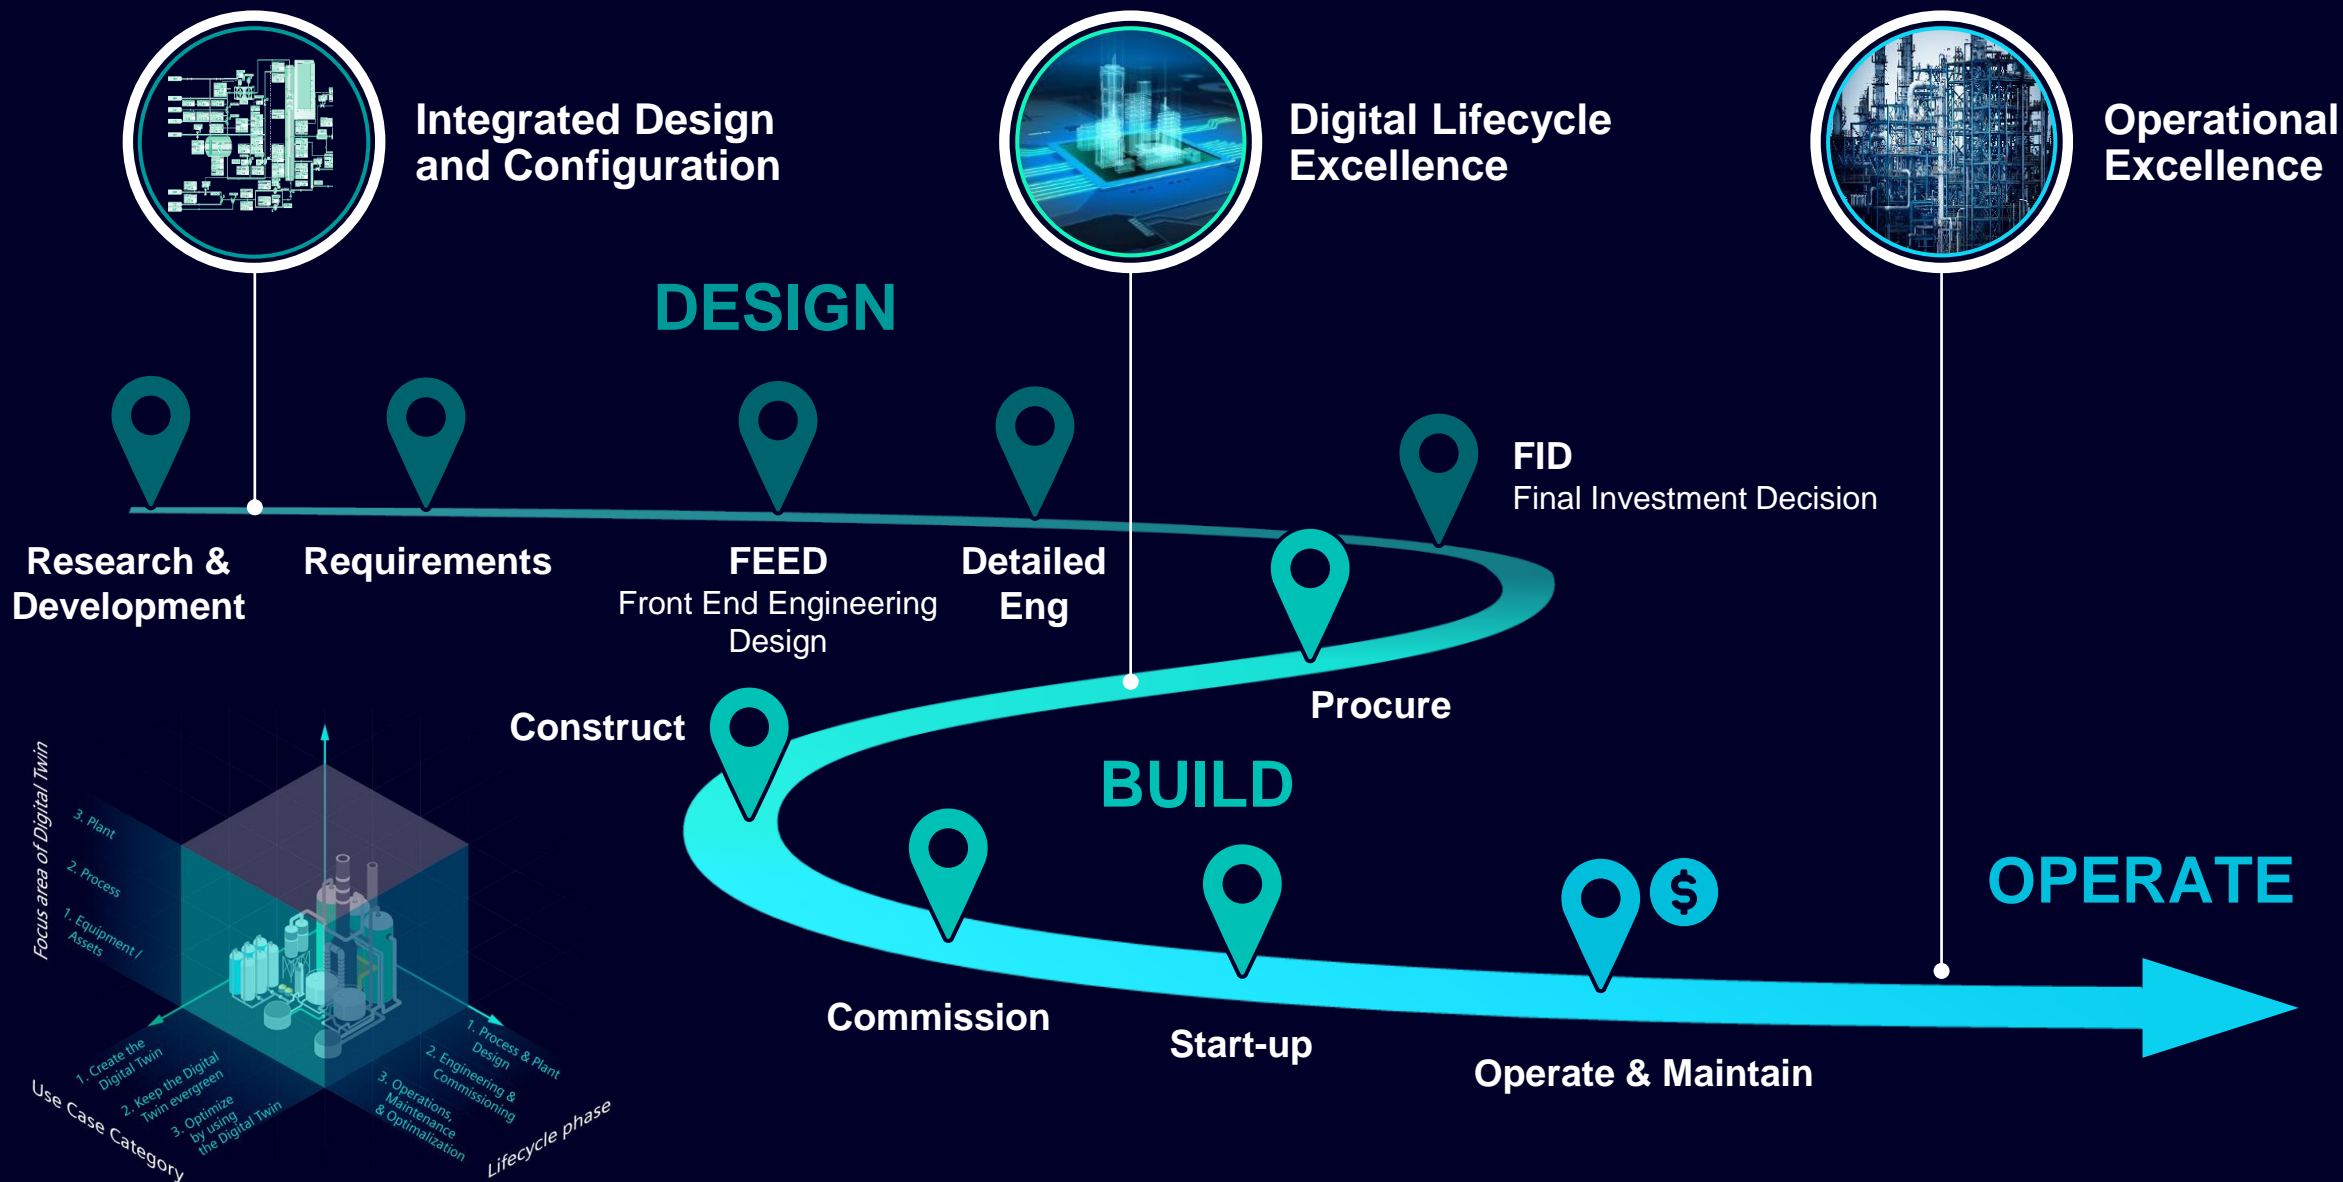 Integrated Design
and Configuration
Digital Lifecycle
Excellence
Operational
Excellence
DESIGN
FID
Final Investment Decision
Research &
Development
Requirements
FEED
Front End Engineering
Design
Detailed
Eng
Procure
Construct
BUILD
Commission
Start-up
$
Operate & Maintain
OPERATE
Focus area of Digital Twin
3. Plant
2. Process
1. Equipment /
Assets
1. Create the
Digital Twin
2. Keep the Digital
Twin evergreen
3. Optimize
by using
the Digital Twin
Use Case Category
1. Process & Plant
Design
2. Engineering &
Commissioning
3. Operations,
Maintenance
& Optimalization
Lifecycle phase